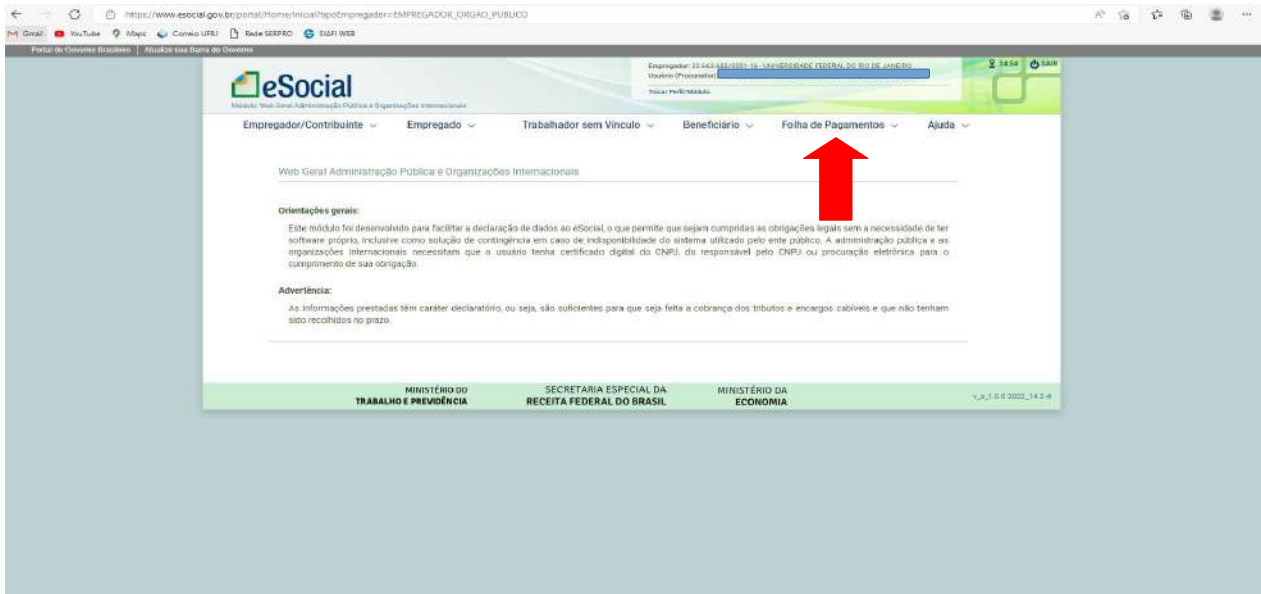 https://www.esocial.gov.br/portal/Home/Inicial?tipoEmpregador=EMPREGADOR_ORGAO_PUBLICO
Gmail YouTube Maps Correio UFRJ Rede SERPRO SIAFI WEB
Portal do Governo Brasileiro | Atualize sua Barra de Governo
Empregador: - UNIVERSIDADE FEDERAL DO RIO DE JANEIRO
Usuário (Procurador)
14:54 SAIR
eSocial
Trocar Perfil/Módulo
Módulo Web Geral Administração Pública e Organizações Internacionais
Empregador/Contribuinte Empregado Trabalhador sem Vínculo Beneficiário Folha de Pagamentos Ajuda
Web Geral Administração Pública e Organizações Internacionais
Orientações gerais:
Este módulo foi desenvolvido para facilitar a declaração de dados ao eSocial, o que permite que sejam cumpridas as obrigações legais sem a necessidade de ter
software próprio, inclusive como solução de contingência em caso de indisponibilidade do sistema utilizado pelo ente público. A administração pública e as
organizações internacionais necessitam que o usuário tenha certificado digital do CNPJ, do responsável pelo CNPJ ou procuração eletrônica para o
cumprimento de sua obrigação.
Advertência:
As informações prestadas têm caráter declaratório, ou seja, são suficientes para que seja feita a cobrança dos tributos e encargos cabíveis e que não tenham
sido recolhidos no prazo.
MINISTÉRIO DO
TRABALHO E PREVIDÊNCIA
SECRETARIA ESPECIAL DA
RECEITA FEDERAL DO BRASIL
MINISTÉRIO DA
ECONOMIA